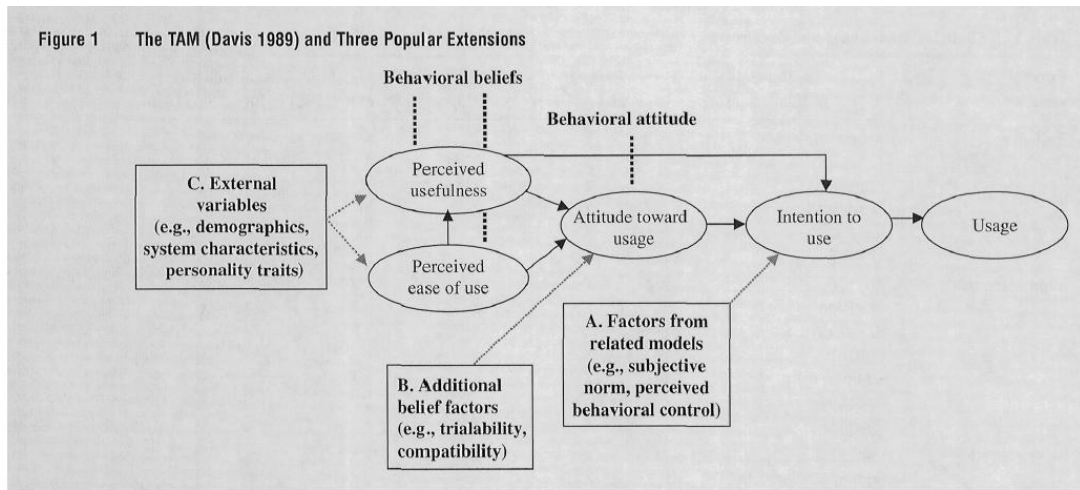 Figure 1 The TAM (Davis 1989) and Three Popular Extensions
Behavioral beliefs
Behavioral attitude
Perceived
usefulness
C. External
variables
(e.g., demographics,
system characteristics,
personality traits)
Attitude toward
usage
Intention to
use
Usage
Perceived
ease of use
A. Factors from
related models
(e.g., subjective
norm, perceived
behavioral control)
B. Additional
belief factors
(e.g., trialability,
compatibility)